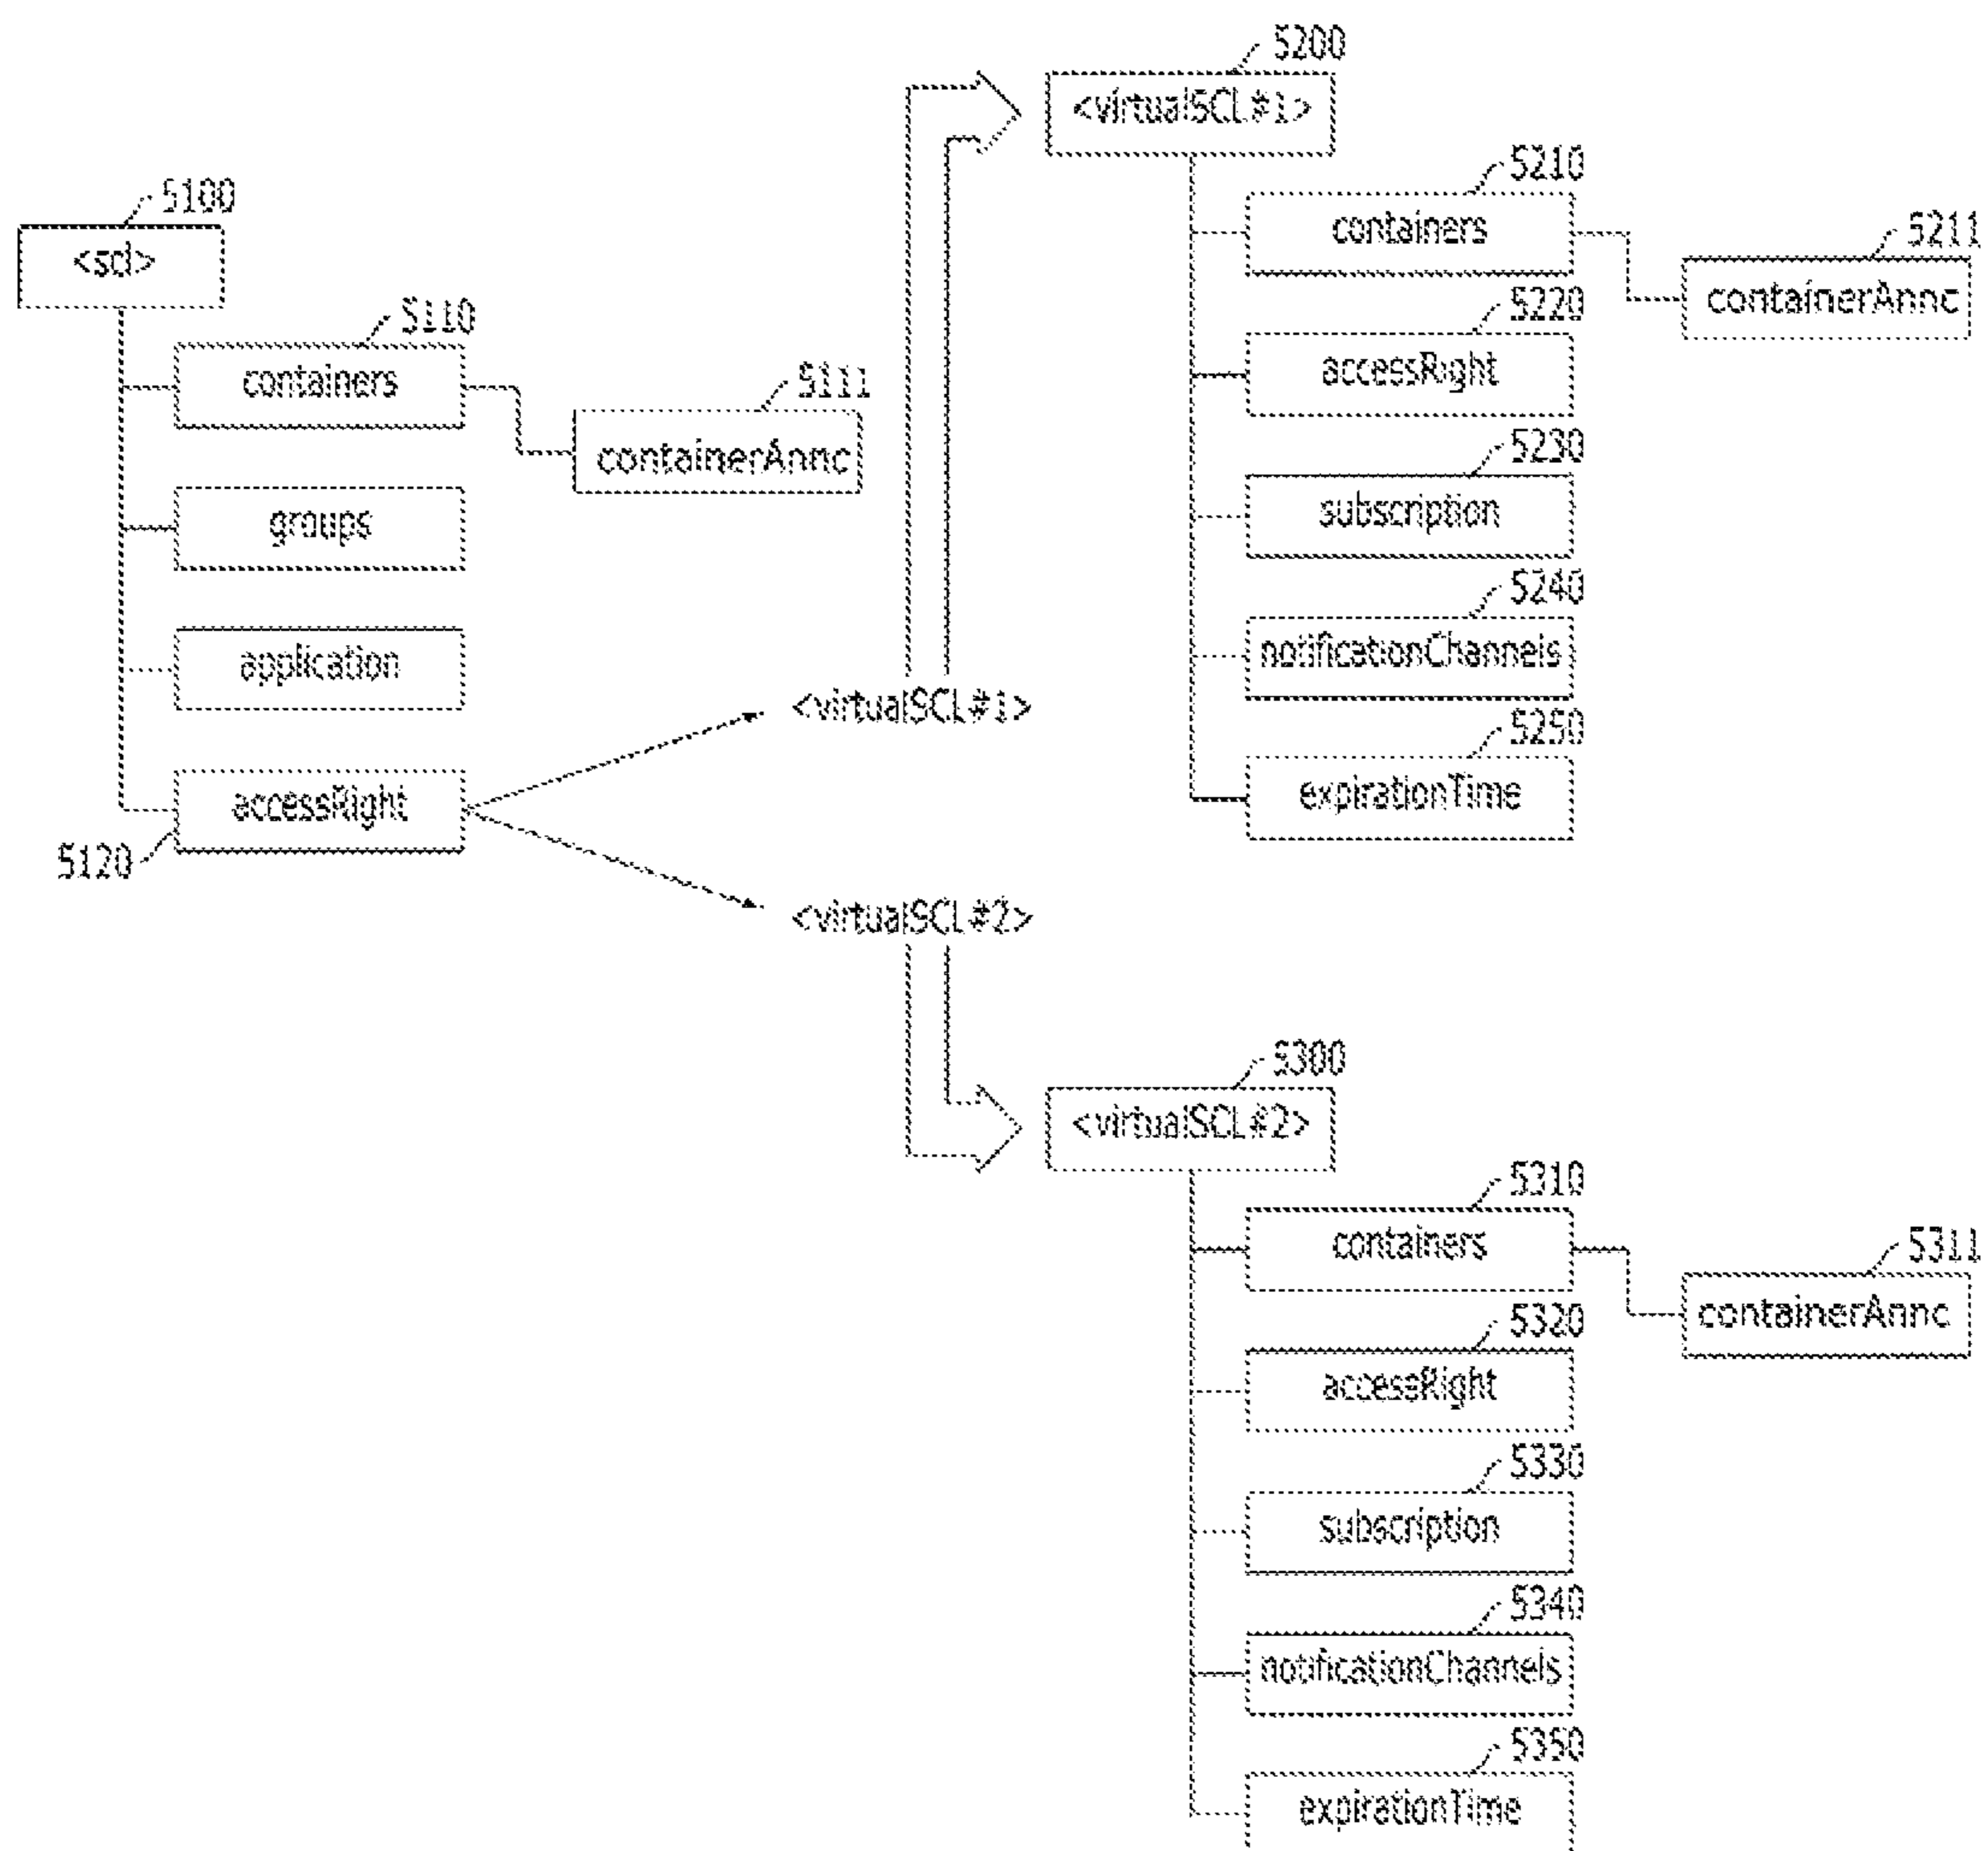 5100
<scl>
5110
containers
5111
containerAnnc
groups
application
accessRight
5120
<virtualSCL#1>
<virtualSCL#2>
5200
<virtualSCL#1>
5210
containers
5211
containerAnnc
5220
accessRight
5230
subscription
5240
notificationChannels
5250
expirationTime
5300
<virtualSCL#2>
5310
containers
5311
containerAnnc
5320
accessRight
5330
subscription
5340
notificationChannels
5350
expirationTime